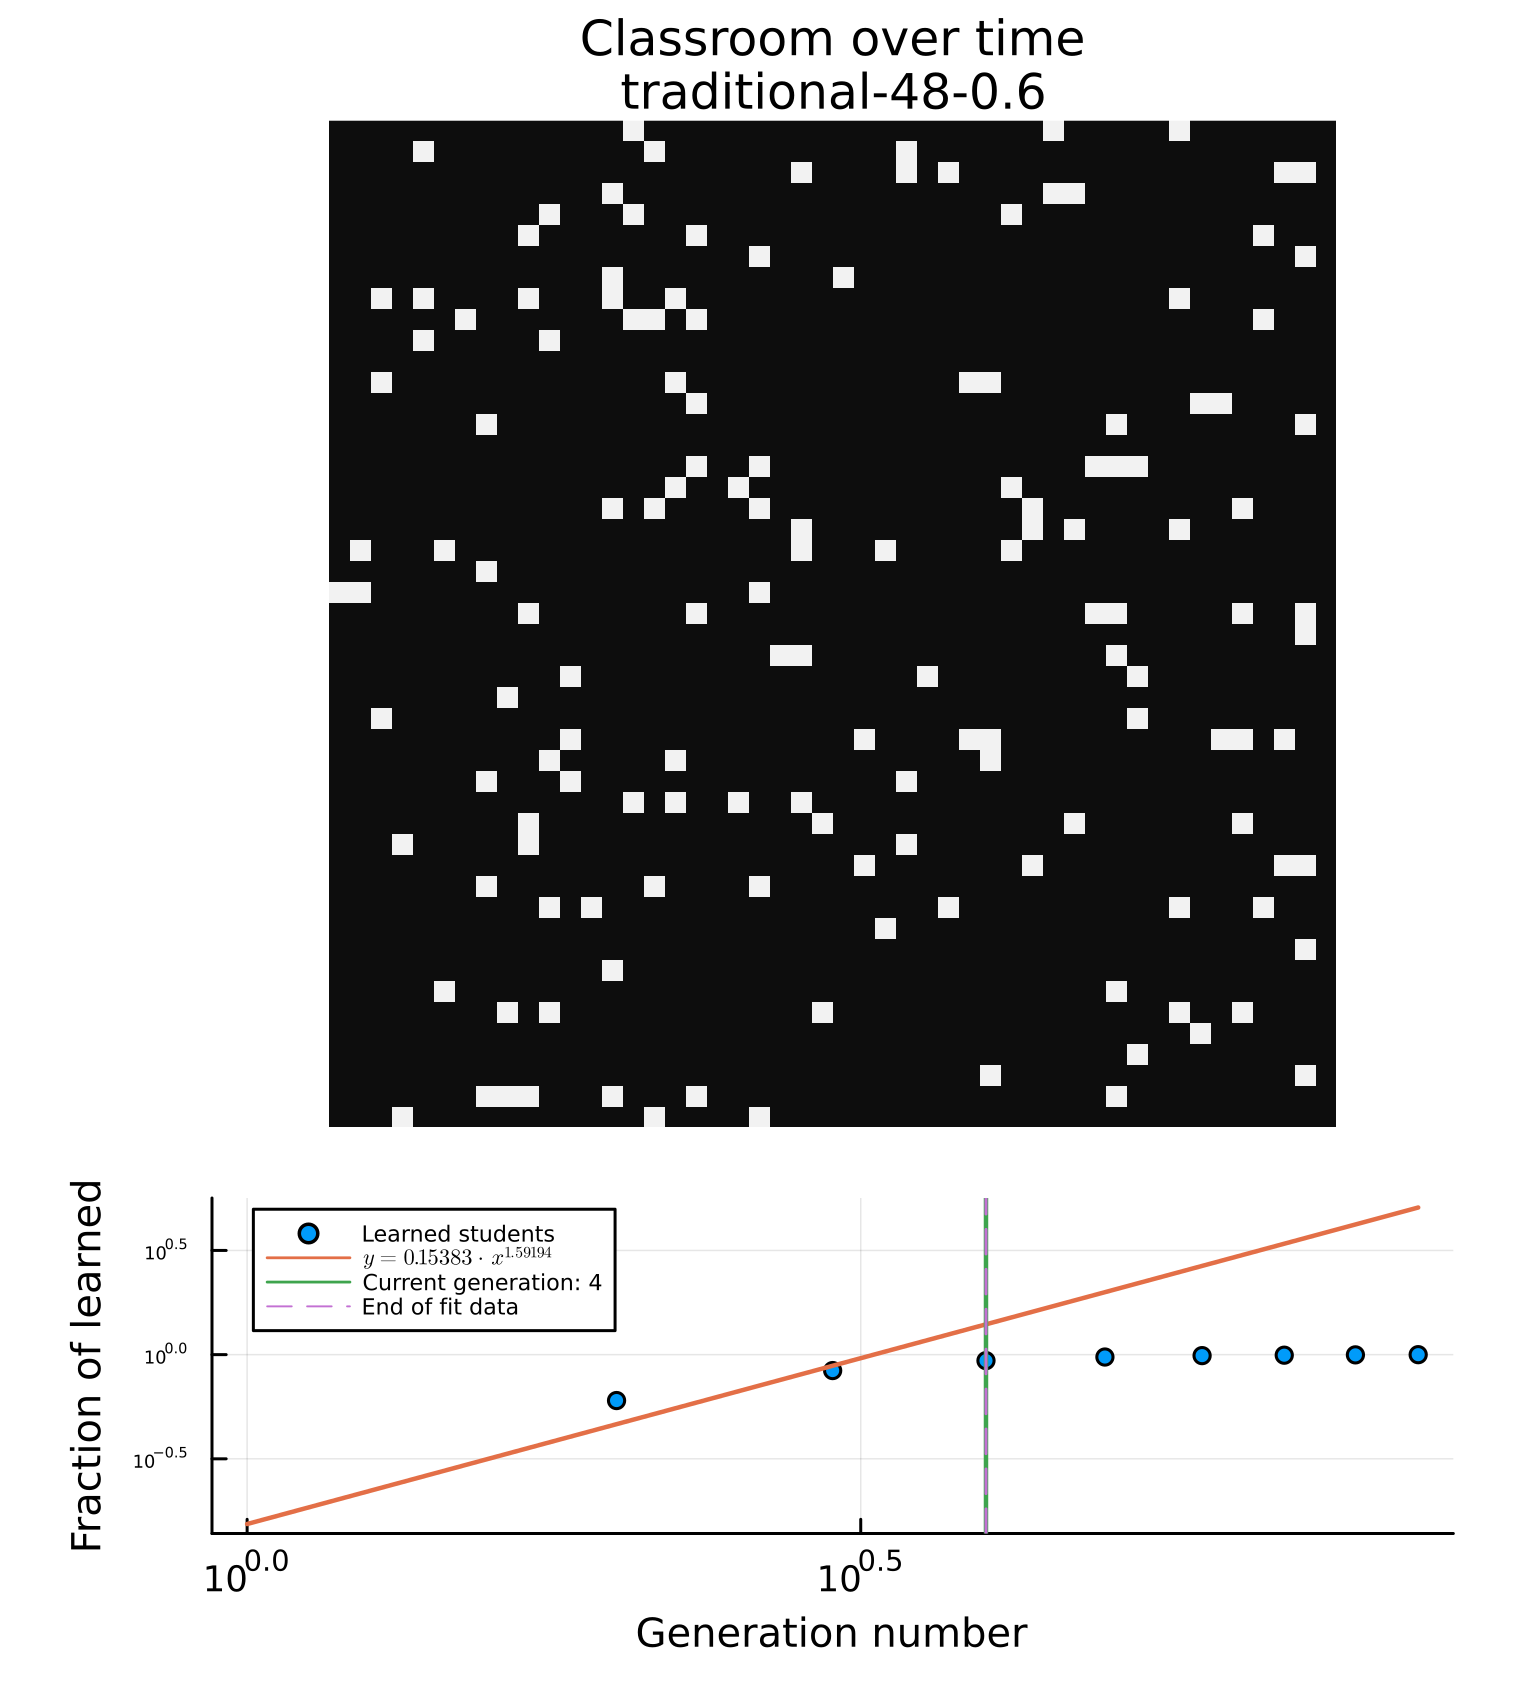 Classroom over time
traditional-48-0.6
Fraction of learned
10^0.5
10^0.0
10^−0.5
Learned students
y = 0.15383 · x^1.59194
Current generation: 4
End of fit data
10^0.0
10^0.5
Generation number